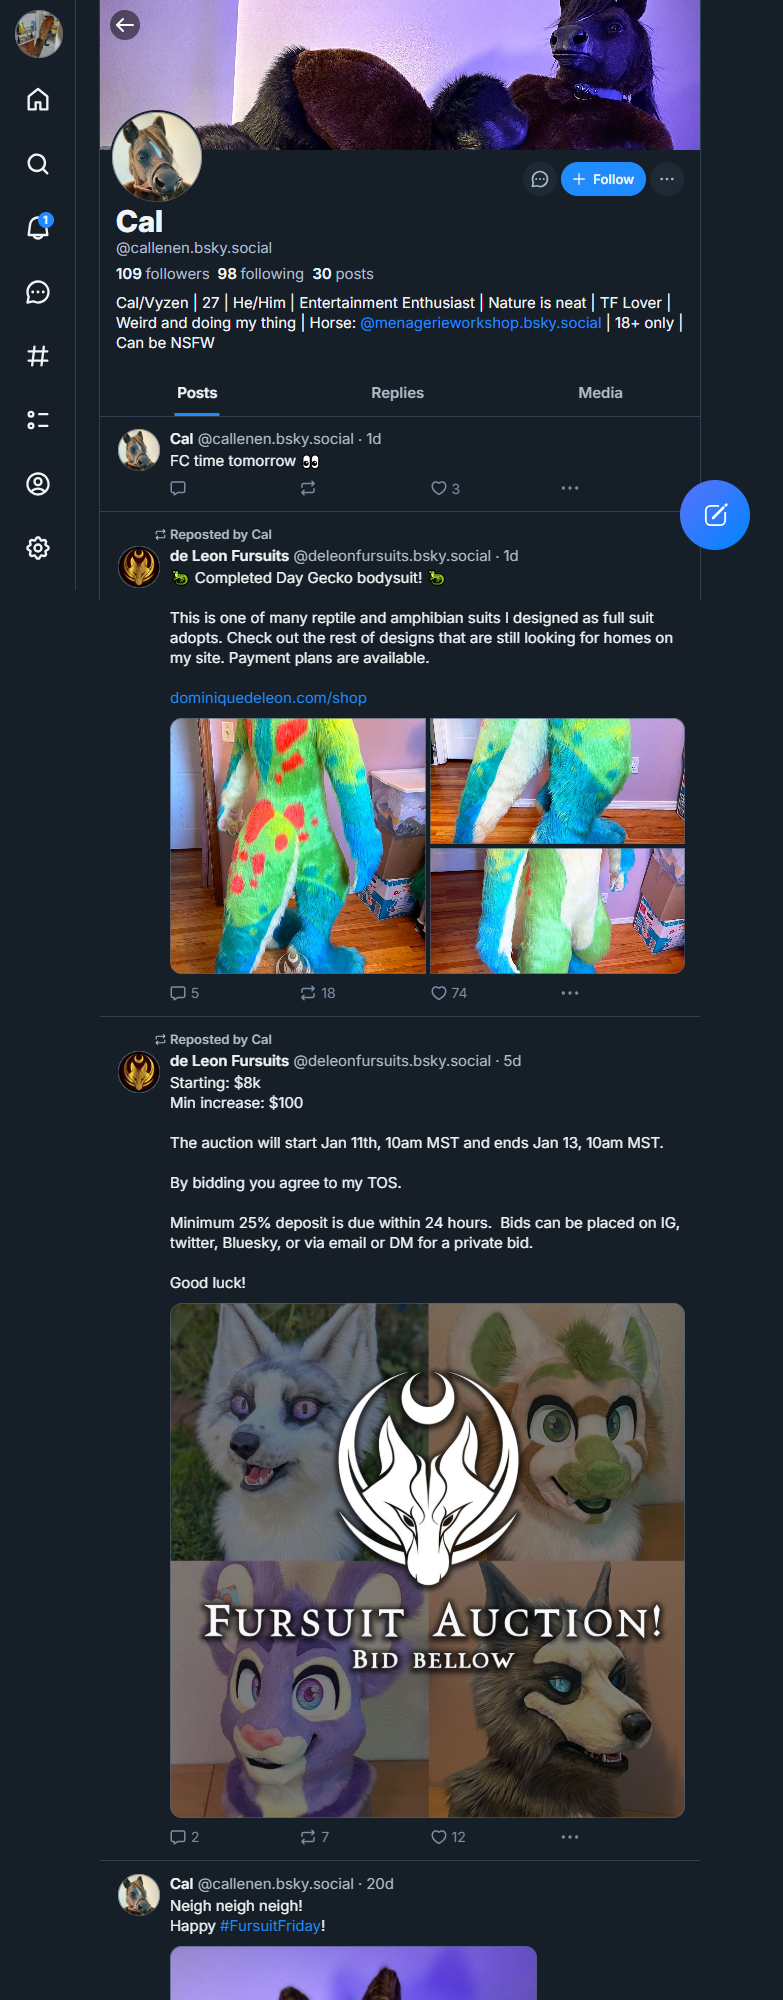 1
Follow
Cal
@callenen.bsky.social
109 followers 98 following 30 posts
Cal/Vyzen | 27 | He/Him | Entertainment Enthusiast | Nature is neat | TF Lover |
Weird and doing my thing | Horse: @menagerieworkshop.bsky.social | 18+ only |
Can be NSFW
Posts Replies Media
Cal @callenen.bsky.social · 1d
FC time tomorrow 👀
3
Reposted by Cal
de Leon Fursuits @deleonfursuits.bsky.social · 1d
🦎 Completed Day Gecko bodysuit! 🦎
This is one of many reptile and amphibian suits I designed as full suit
adopts. Check out the rest of designs that are still looking for homes on
my site. Payment plans are available.
dominiquedeleon.com/shop
5 18 74
Reposted by Cal
de Leon Fursuits @deleonfursuits.bsky.social · 5d
Starting: $8k
Min increase: $100
The auction will start Jan 11th, 10am MST and ends Jan 13, 10am MST.
By bidding you agree to my TOS.
Minimum 25% deposit is due within 24 hours.  Bids can be placed on IG,
twitter, Bluesky, or via email or DM for a private bid.
Good luck!
Fursuit Auction!
Bid bellow
2 7 12
Cal @callenen.bsky.social · 20d
Neigh neigh neigh!
Happy #FursuitFriday!